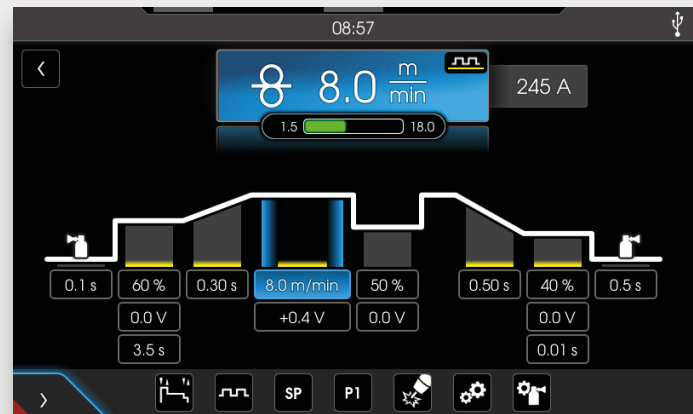 08:57
8.0 m/min
245 A
1.5 18.0
0.1 s 60 % 0.30 s 8.0 m/min 50 % 0.50 s 40 % 0.5 s
0.0 V +0.4 V 0.0 V 0.0 V
3.5 s 0.01 s
SP P1